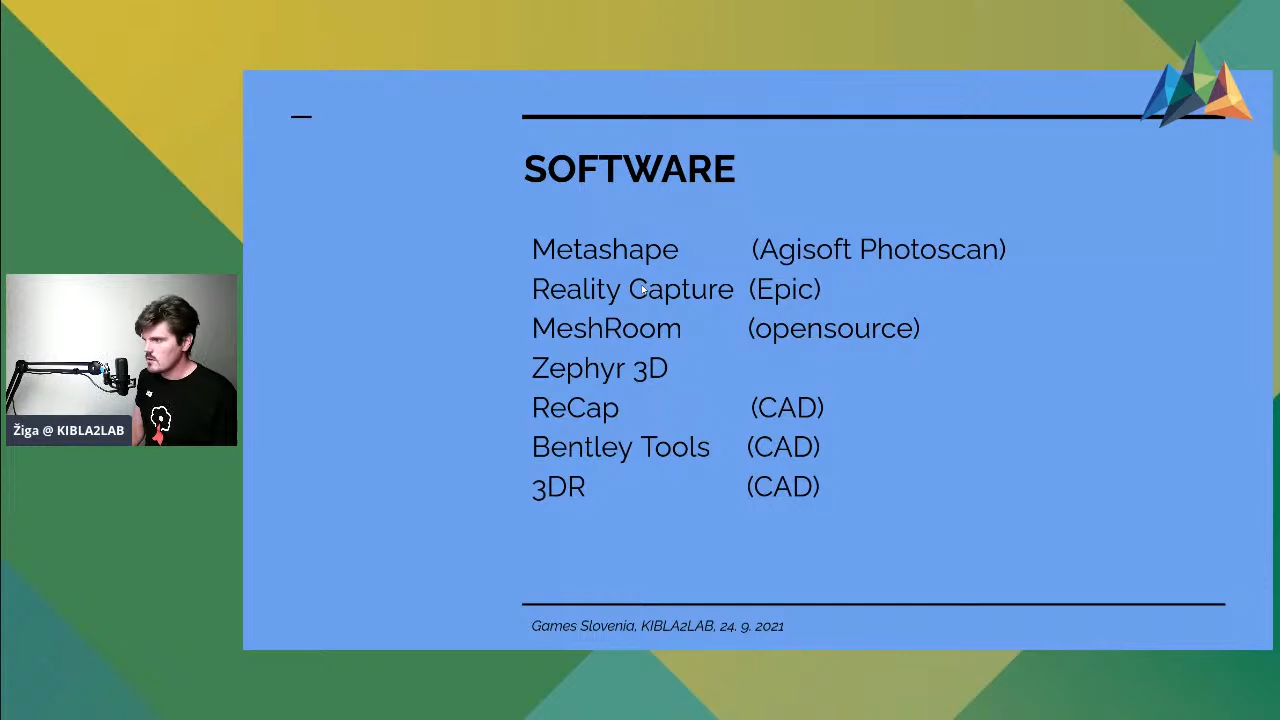 SOFTWARE
Metashape (Agisoft Photoscan)
Reality Capture (Epic)
MeshRoom (opensource)
Zephyr 3D
ReCap (CAD)
Bentley Tools (CAD)
3DR (CAD)
Games Slovenia, KIBLA2LAB, 24. 9. 2021
Žiga @ KIBLA2LAB